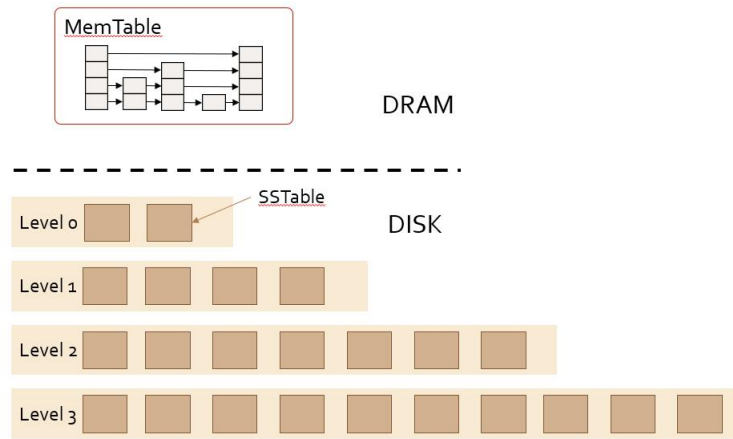 MemTable
DRAM
SSTable
Level 0
DISK
Level 1
Level 2
Level 3